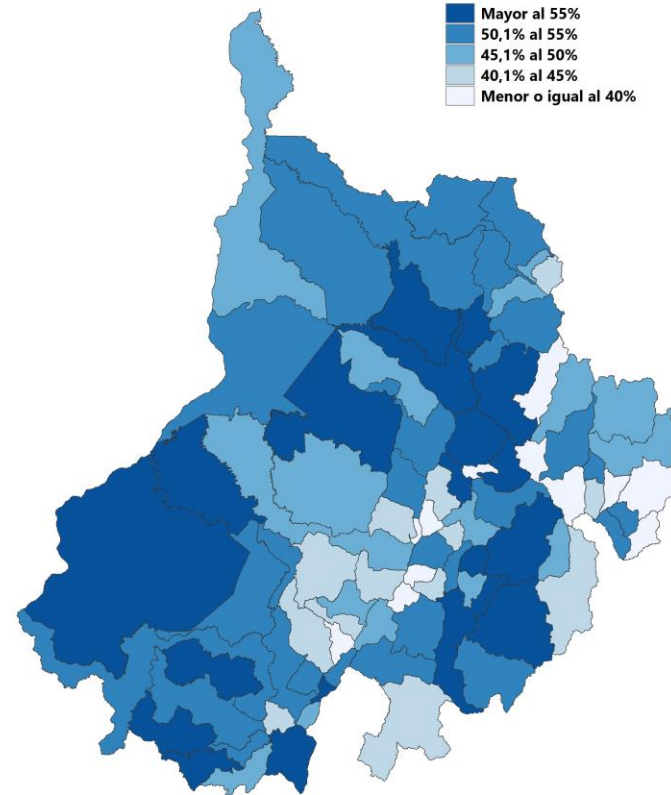 Mayor al 55%
50,1% al 55%
45,1% al 50%
40,1% al 45%
Menor o igual al 40%